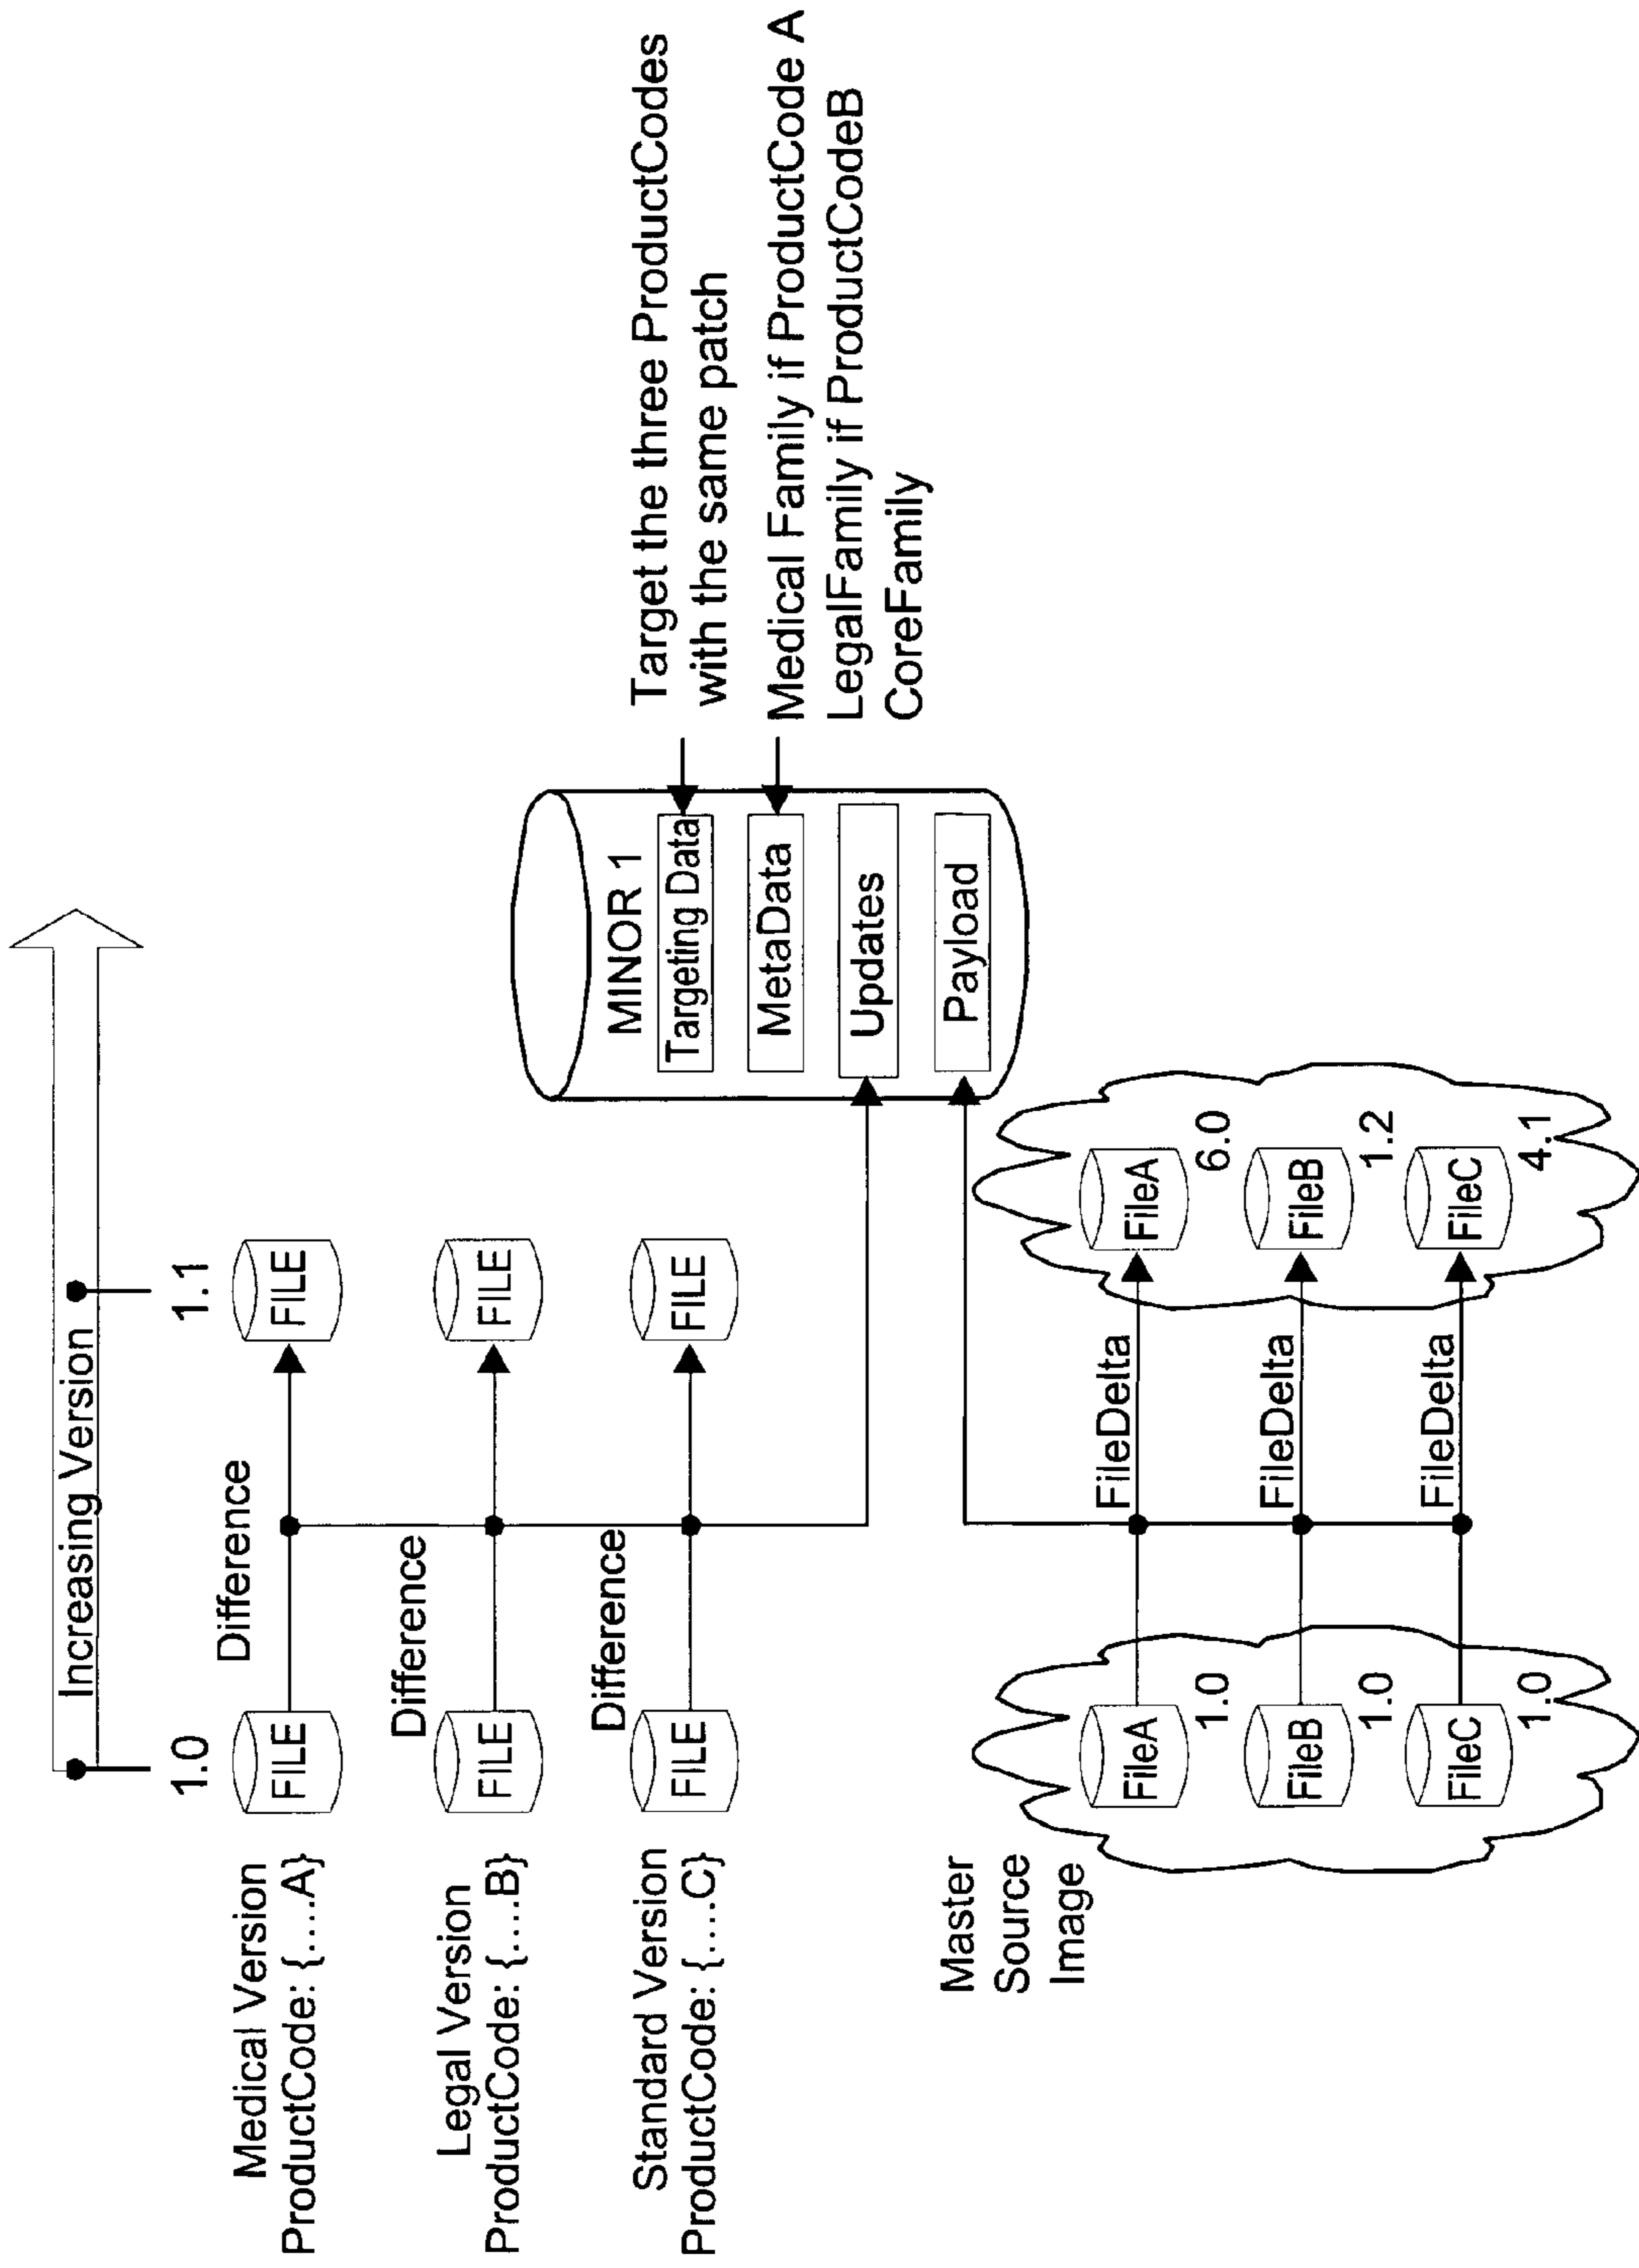 Increasing Version
1.0
1.1
Medical Version
ProductCode: {....A}
FILE
Difference
FILE
Legal Version
ProductCode: {....B}
FILE
Difference
FILE
Standard Version
ProductCode: {....C}
FILE
Difference
FILE
MINOR 1
Targeting Data
MetaData
Updates
Payload
Target the three ProductCodes
with the same patch
Medical Family if ProductCode A
LegalFamily if ProductCodeB
CoreFamily
Master
Source
Image
FileA
1.0
FileDelta
FileA
6.0
FileB
1.0
FileDelta
FileB
1.2
FileC
1.0
FileDelta
FileC
4.1